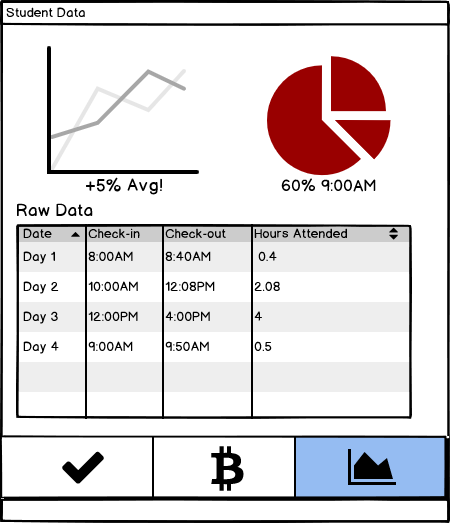 Student Data
+5% Avg!
60% 9:00AM
Raw Data
Date Check-in Check-out Hours Attended
Day 1 8:00AM 8:40AM 0.4
Day 2 10:00AM 12:08PM 2.08
Day 3 12:00PM 4:00PM 4
Day 4 9:00AM 9:50AM 0.5